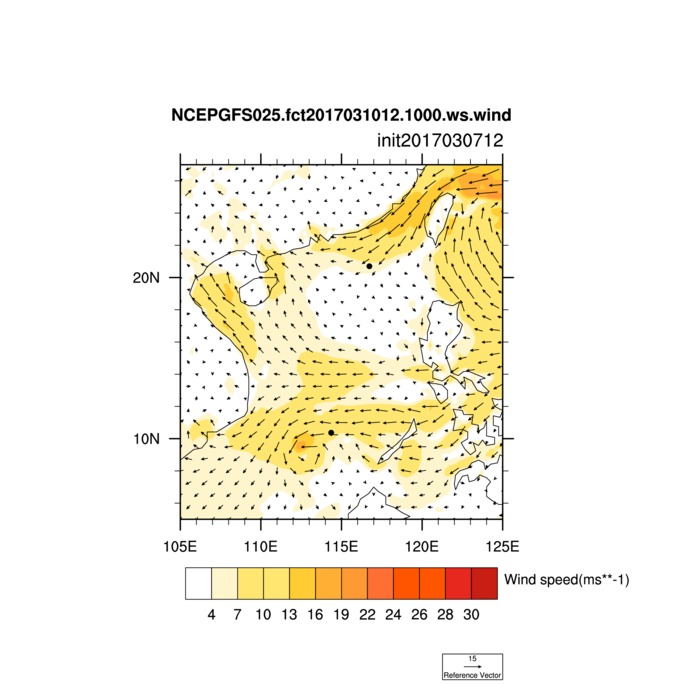 NCEPGFS025.fct2017031012.1000.ws.wind
init2017030712
20N
10N
105E 110E 115E 120E 125E
Wind speed(ms**-1)
4 7 10 13 16 19 22 24 26 28 30
15
Reference Vector